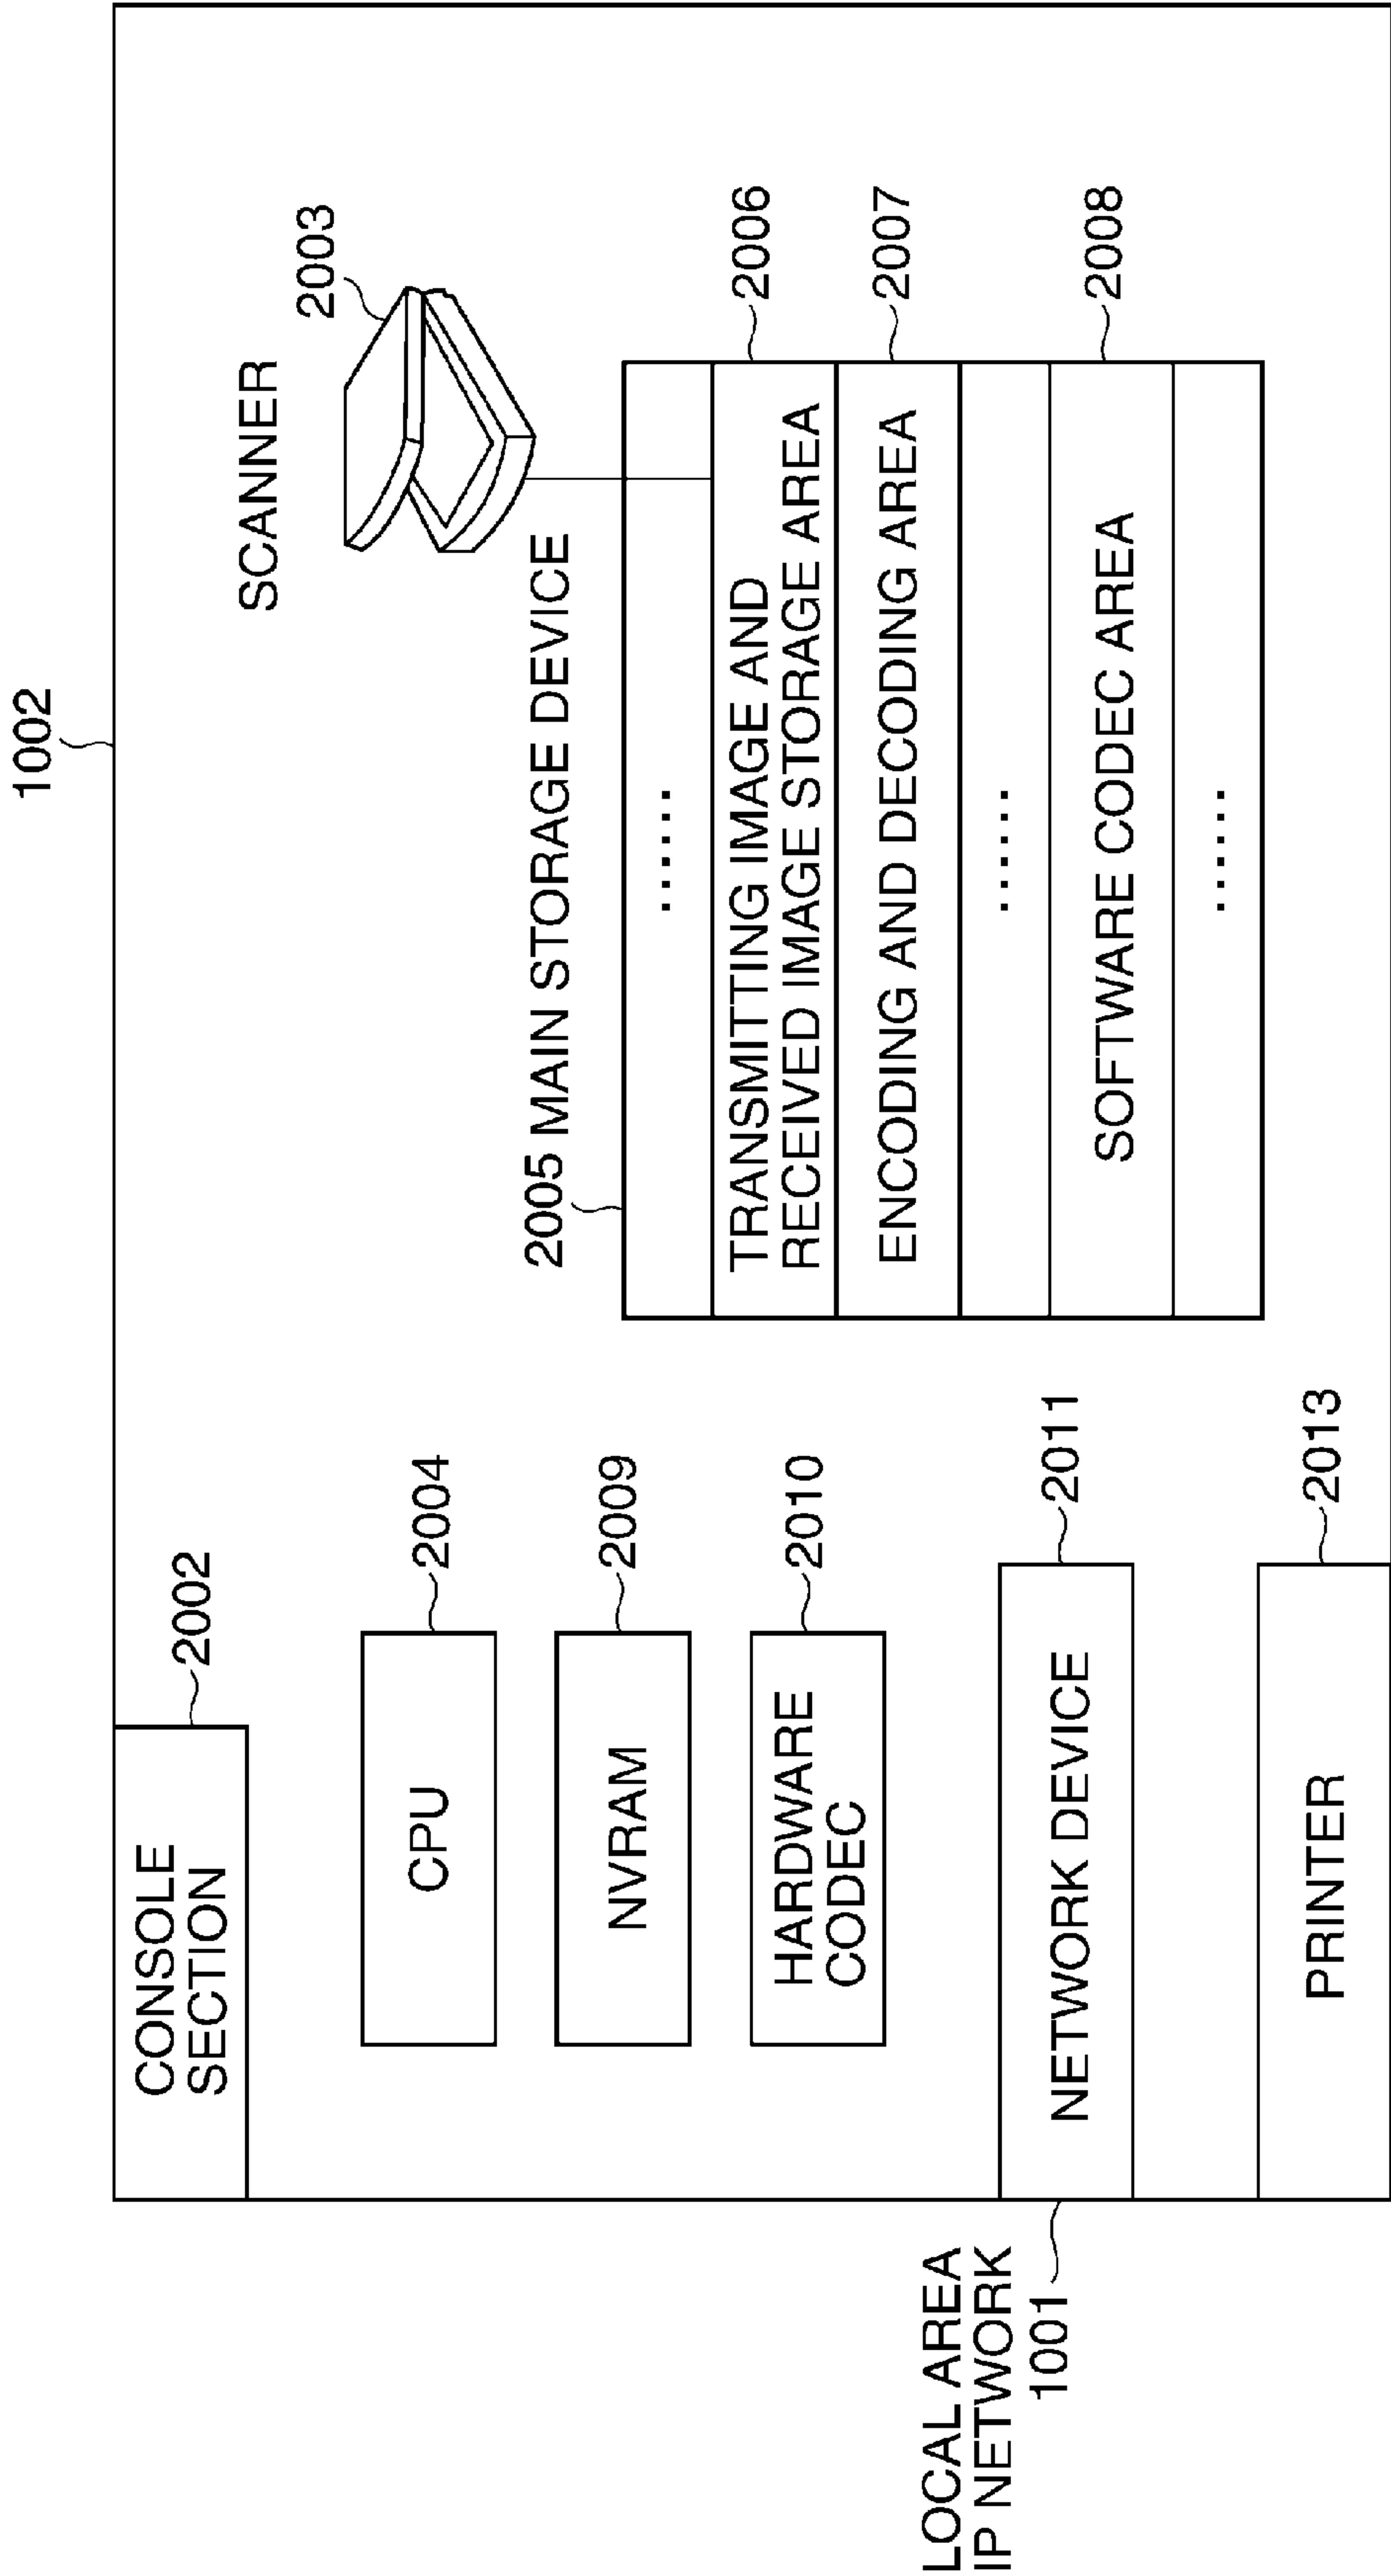 1002
CONSOLE
SECTION
2002
SCANNER
2003
CPU
2004
NVRAM
2009
HARDWARE
CODEC
2010
2005 MAIN STORAGE DEVICE
......
TRANSMITTING IMAGE AND
RECEIVED IMAGE STORAGE AREA
2006
ENCODING AND DECODING AREA
2007
......
SOFTWARE CODEC AREA
2008
......
LOCAL AREA
IP NETWORK
1001
NETWORK DEVICE
2011
PRINTER
2013